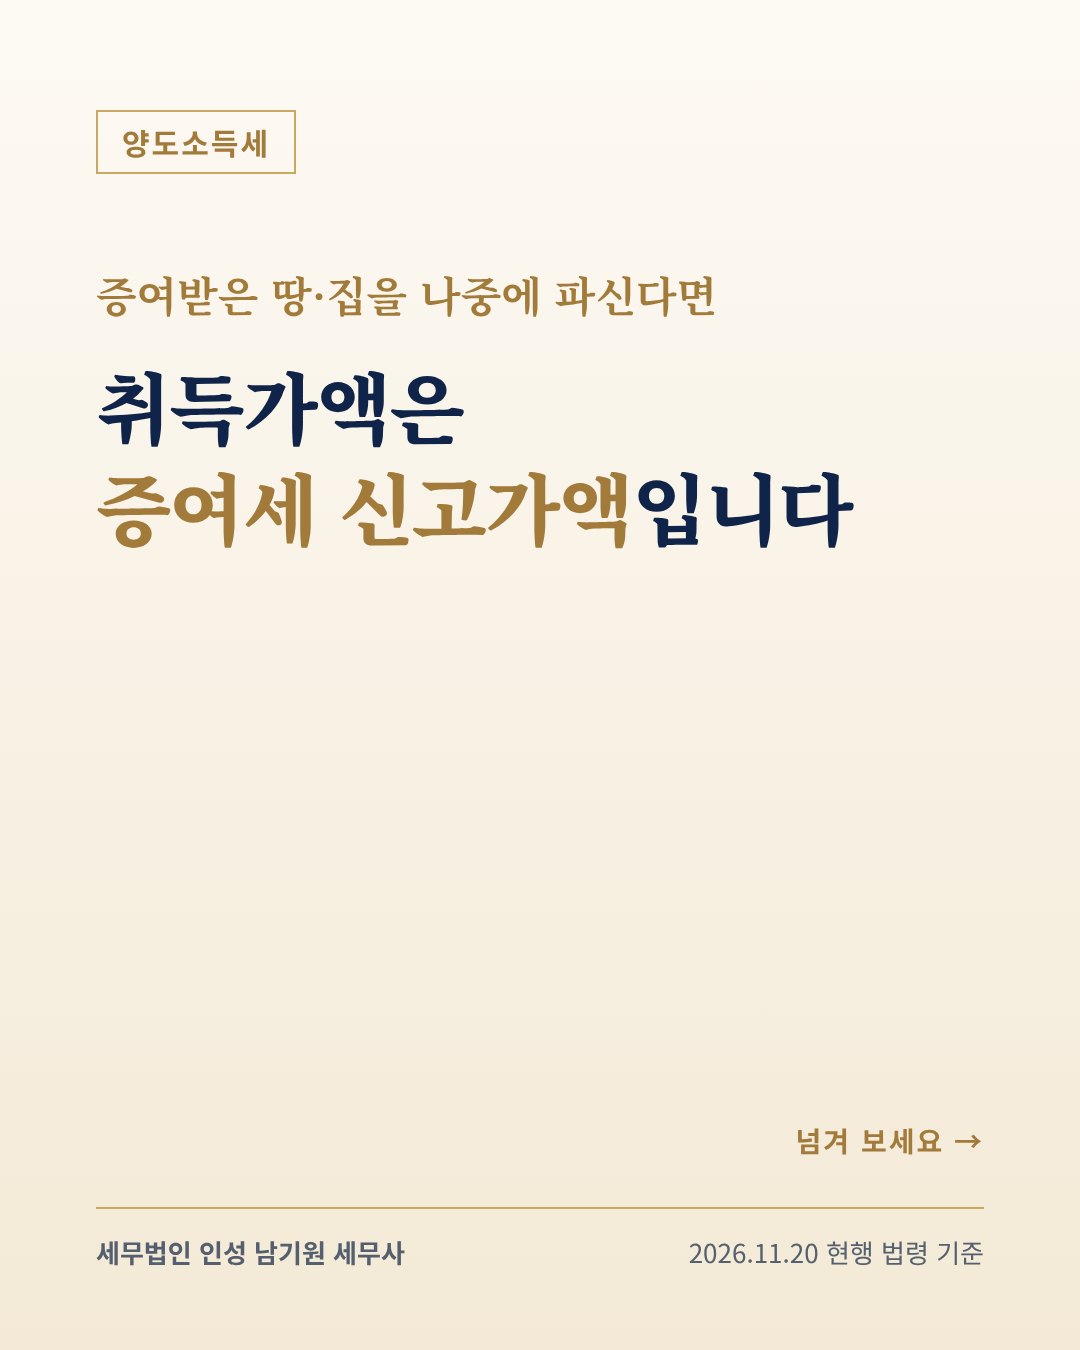 양도소득세
증여받은 땅·집을 나중에 파신다면
취득가액은
증여세 신고가액입니다
넘겨 보세요 →
세무법인 인성 남기원 세무사
2026.11.20 현행 법령 기준